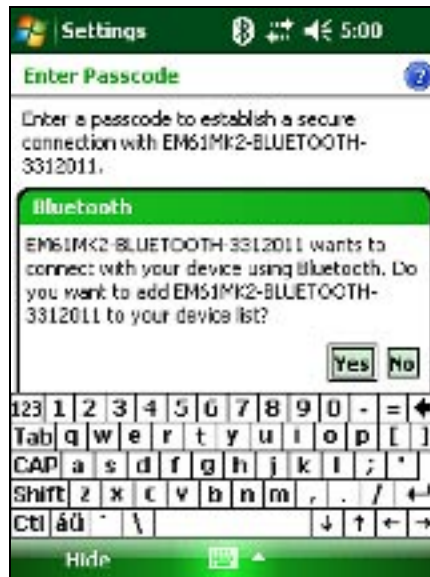 Settings 5:00
Enter Passcode ?
Enter a passcode to establish a secure
connection with EM61MK2-BLUETOOTH-
3312011.
Bluetooth
EM61MK2-BLUETOOTH-3312011 wants to
connect with your device using Bluetooth. Do
you want to add EM61MK2-BLUETOOTH-
3312011 to your device list?
Yes No
123 1 2 3 4 5 6 7 8 9 0 - = ←
Tab q w e r t y u i o p [ ]
CAP a s d f g h j k l ; '
Shift z x c v b n m , . / ↵
Ctl áü ` \ ↓ ↑ ← →
Hide